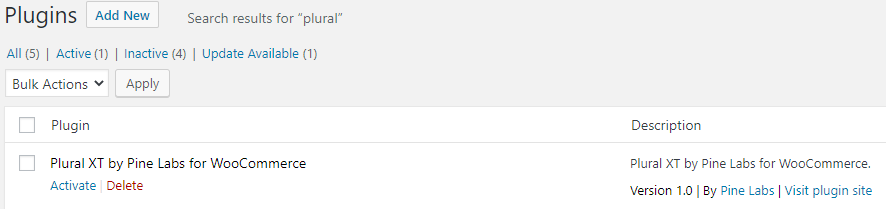 Plugins Add New Search results for “plural”
All (5) | Active (1) | Inactive (4) | Update Available (1)
Bulk Actions Apply
Plugin Description
Plural XT by Pine Labs for WooCommerce Plural XT by Pine Labs for WooCommerce.
Activate | Delete Version 1.0 | By Pine Labs | Visit plugin site